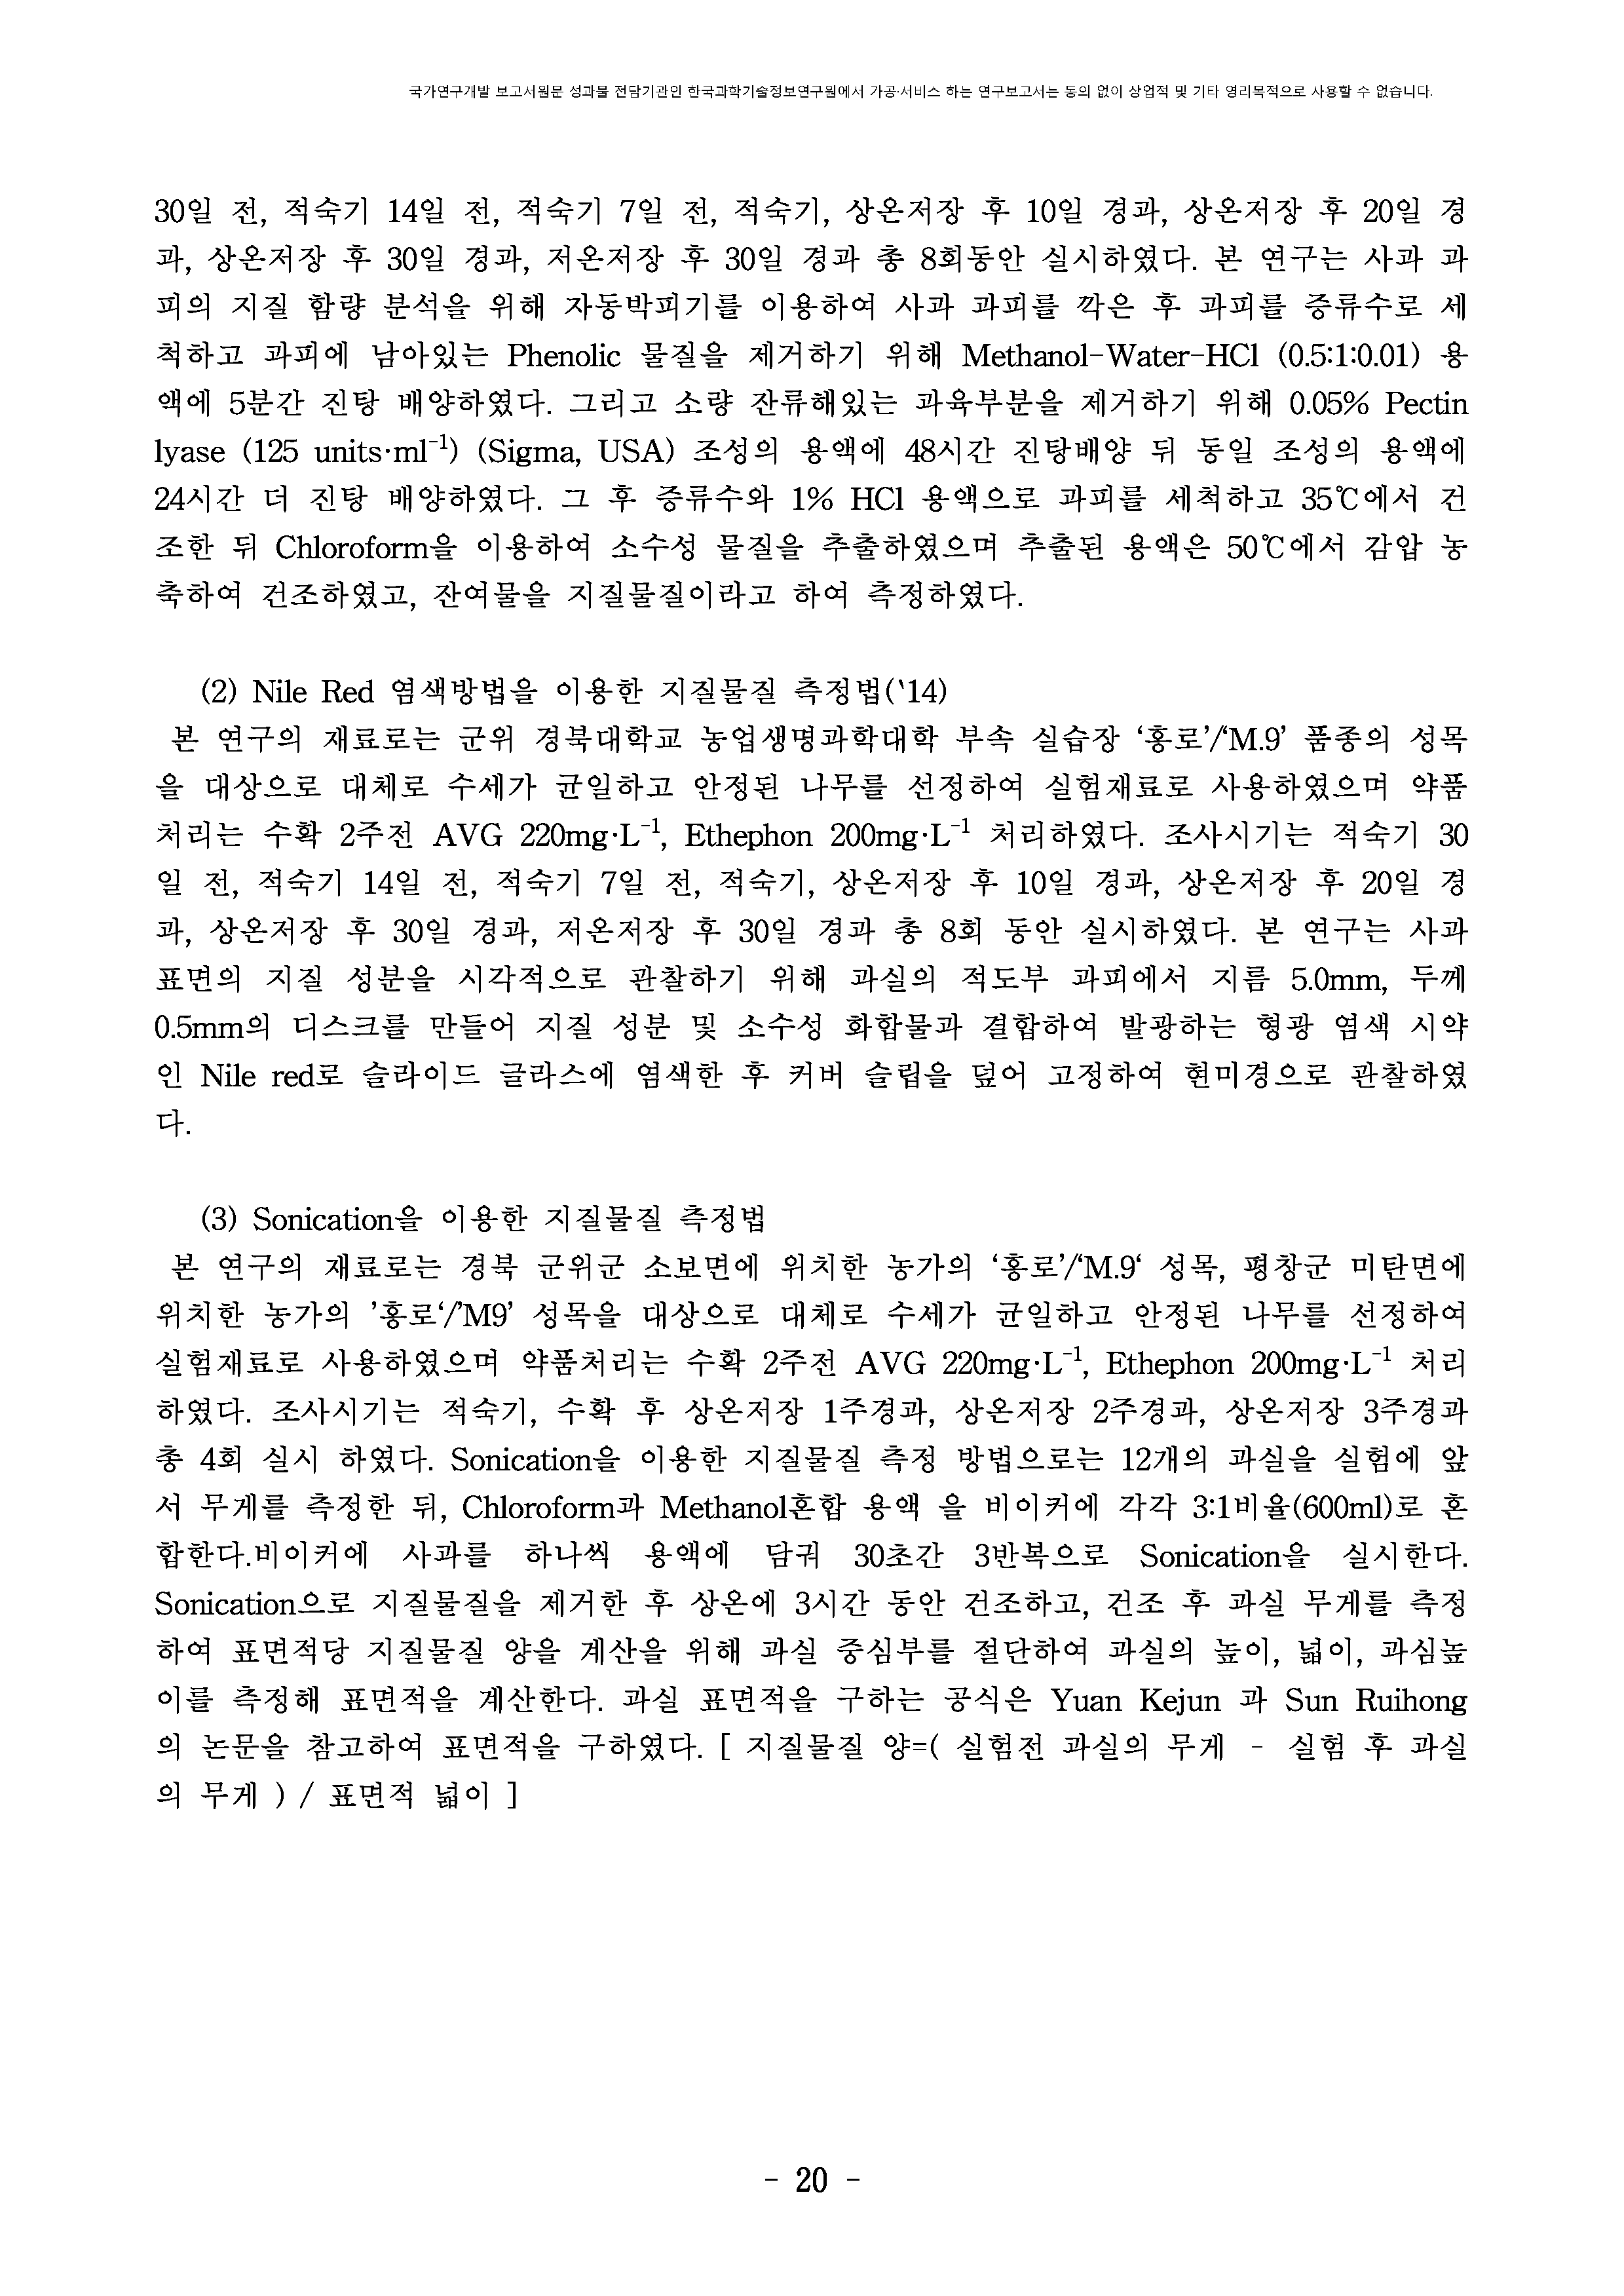 국가연구개발 보고서원문 성과물 전담기관인 한국과학기술정보연구원에서 가공·서비스 하는 연구보고서는 동의 없이 상업적 및 기타 영리목적으로 사용할 수 없습니다.
30일 전, 적숙기 14일 전, 적숙기 7일 전, 적숙기, 상온저장 후 10일 경과, 상온저장 후 20일 경
과, 상온저장 후 30일 경과, 저온저장 후 30일 경과 총 8회동안 실시하였다. 본 연구는 사과 과
피의 지질 함량 분석을 위해 자동박피기를 이용하여 사과 과피를 깍은 후 과피를 증류수로 세
척하고 과피에 남아있는 Phenolic 물질을 제거하기 위해 Methanol-Water-HCl (0.5:1:0.01) 용
액에 5분간 진탕 배양하였다. 그리고 소량 잔류해있는 과육부분을 제거하기 위해 0.05% Pectin
lyase (125 units·ml⁻¹) (Sigma, USA) 조성의 용액에 48시간 진탕배양 뒤 동일 조성의 용액에
24시간 더 진탕 배양하였다. 그 후 증류수와 1% HCl 용액으로 과피를 세척하고 35℃에서 건
조한 뒤 Chloroform을 이용하여 소수성 물질을 추출하였으며 추출된 용액은 50℃에서 감압 농
축하여 건조하였고, 잔여물을 지질물질이라고 하여 측정하였다.
(2) Nile Red 염색방법을 이용한 지질물질 측정법(‵14)
본 연구의 재료로는 군위 경북대학교 농업생명과학대학 부속 실습장 ‘홍로’/‘M.9’ 품종의 성목
을 대상으로 대체로 수세가 균일하고 안정된 나무를 선정하여 실험재료로 사용하였으며 약품
처리는 수확 2주전 AVG 220mg·L⁻¹, Ethephon 200mg·L⁻¹ 처리하였다. 조사시기는 적숙기 30
일 전, 적숙기 14일 전, 적숙기 7일 전, 적숙기, 상온저장 후 10일 경과, 상온저장 후 20일 경
과, 상온저장 후 30일 경과, 저온저장 후 30일 경과 총 8회 동안 실시하였다. 본 연구는 사과
표면의 지질 성분을 시각적으로 관찰하기 위해 과실의 적도부 과피에서 지름 5.0mm, 두께
0.5mm의 디스크를 만들어 지질 성분 및 소수성 화합물과 결합하여 발광하는 형광 염색 시약
인 Nile red로 슬라이드 글라스에 염색한 후 커버 슬립을 덮어 고정하여 현미경으로 관찰하였
다.
(3) Sonication을 이용한 지질물질 측정법
본 연구의 재료로는 경북 군위군 소보면에 위치한 농가의 ‘홍로’/‘M.9‘ 성목, 평창군 미탄면에
위치한 농가의 ’홍로‘/’M9’ 성목을 대상으로 대체로 수세가 균일하고 안정된 나무를 선정하여
실험재료로 사용하였으며 약품처리는 수확 2주전 AVG 220mg·L⁻¹, Ethephon 200mg·L⁻¹ 처리
하였다. 조사시기는 적숙기, 수확 후 상온저장 1주경과, 상온저장 2주경과, 상온저장 3주경과
총 4회 실시 하였다. Sonication을 이용한 지질물질 측정 방법으로는 12개의 과실을 실험에 앞
서 무게를 측정한 뒤, Chloroform과 Methanol혼합 용액 을 비이커에 각각 3:1비율(600ml)로 혼
합한다.비이커에 사과를 하나씩 용액에 담궈 30초간 3반복으로 Sonication을 실시한다.
Sonication으로 지질물질을 제거한 후 상온에 3시간 동안 건조하고, 건조 후 과실 무게를 측정
하여 표면적당 지질물질 양을 계산을 위해 과실 중심부를 절단하여 과실의 높이, 넓이, 과심높
이를 측정해 표면적을 계산한다. 과실 표면적을 구하는 공식은 Yuan Kejun 과 Sun Ruihong
의 논문을 참고하여 표면적을 구하였다. [ 지질물질 양=( 실험전 과실의 무게 - 실험 후 과실
의 무게 ) / 표면적 넓이 ]
- 20 -